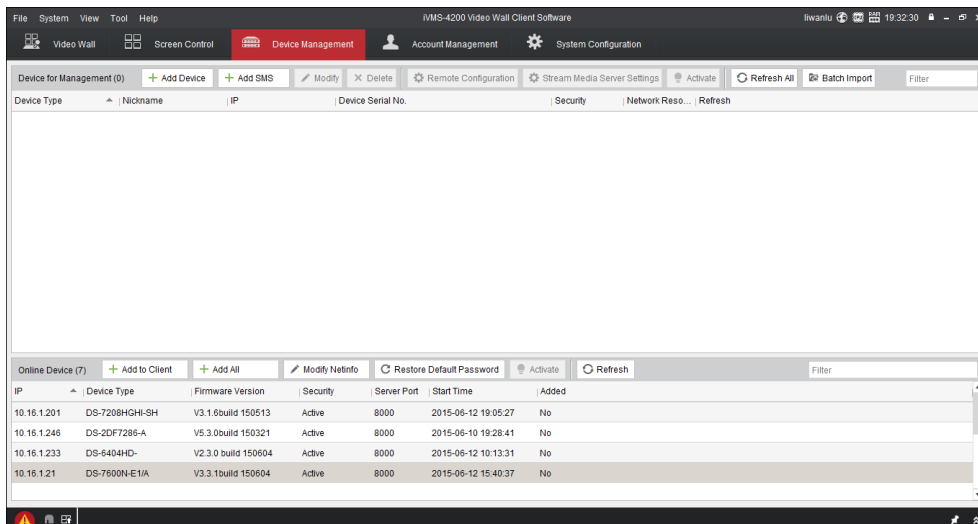 File System View Tool Help iVMS-4200 Video Wall Client Software liwanlu 19:32:30
Video Wall Screen Control Device Management Account Management System Configuration
Device for Management (0) Add Device Add SMS Modify Delete Remote Configuration Stream Media Server Settings Activate Refresh All Batch Import Filter
Device Type Nickname IP Device Serial No. Security Network Reso... Refresh
Online Device (7) Add to Client Add All Modify Netinfo Restore Default Password Activate Refresh Filter
IP Device Type Firmware Version Security Server Port Start Time Added
10.16.1.201 DS-7208HGHI-SH V3.1.6build 150513 Active 8000 2015-06-12 19:05:27 No
10.16.1.246 DS-2DF7286-A V5.3.0build 150321 Active 8000 2015-06-10 19:28:41 No
10.16.1.233 DS-6404HD- V2.3.0 build 150604 Active 8000 2015-06-12 10:13:31 No
10.16.1.21 DS-7600N-E1/A V3.3.1build 150604 Active 8000 2015-06-12 15:40:37 No